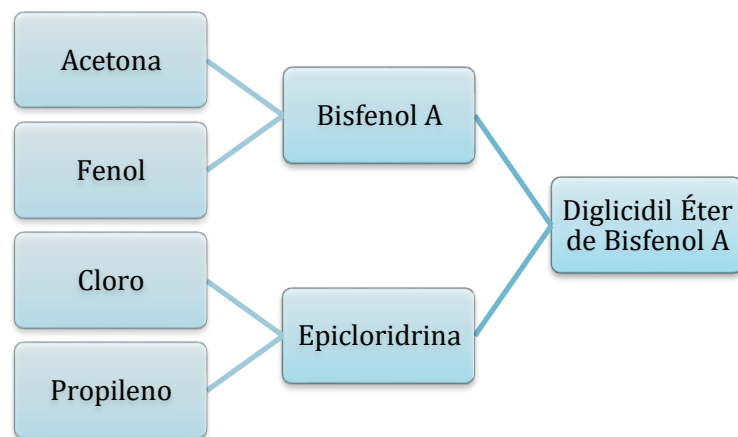 Acetona
Fenol
Cloro
Propileno
Bisfenol A
Epicloridrina
Diglicidil Éter
de Bisfenol A